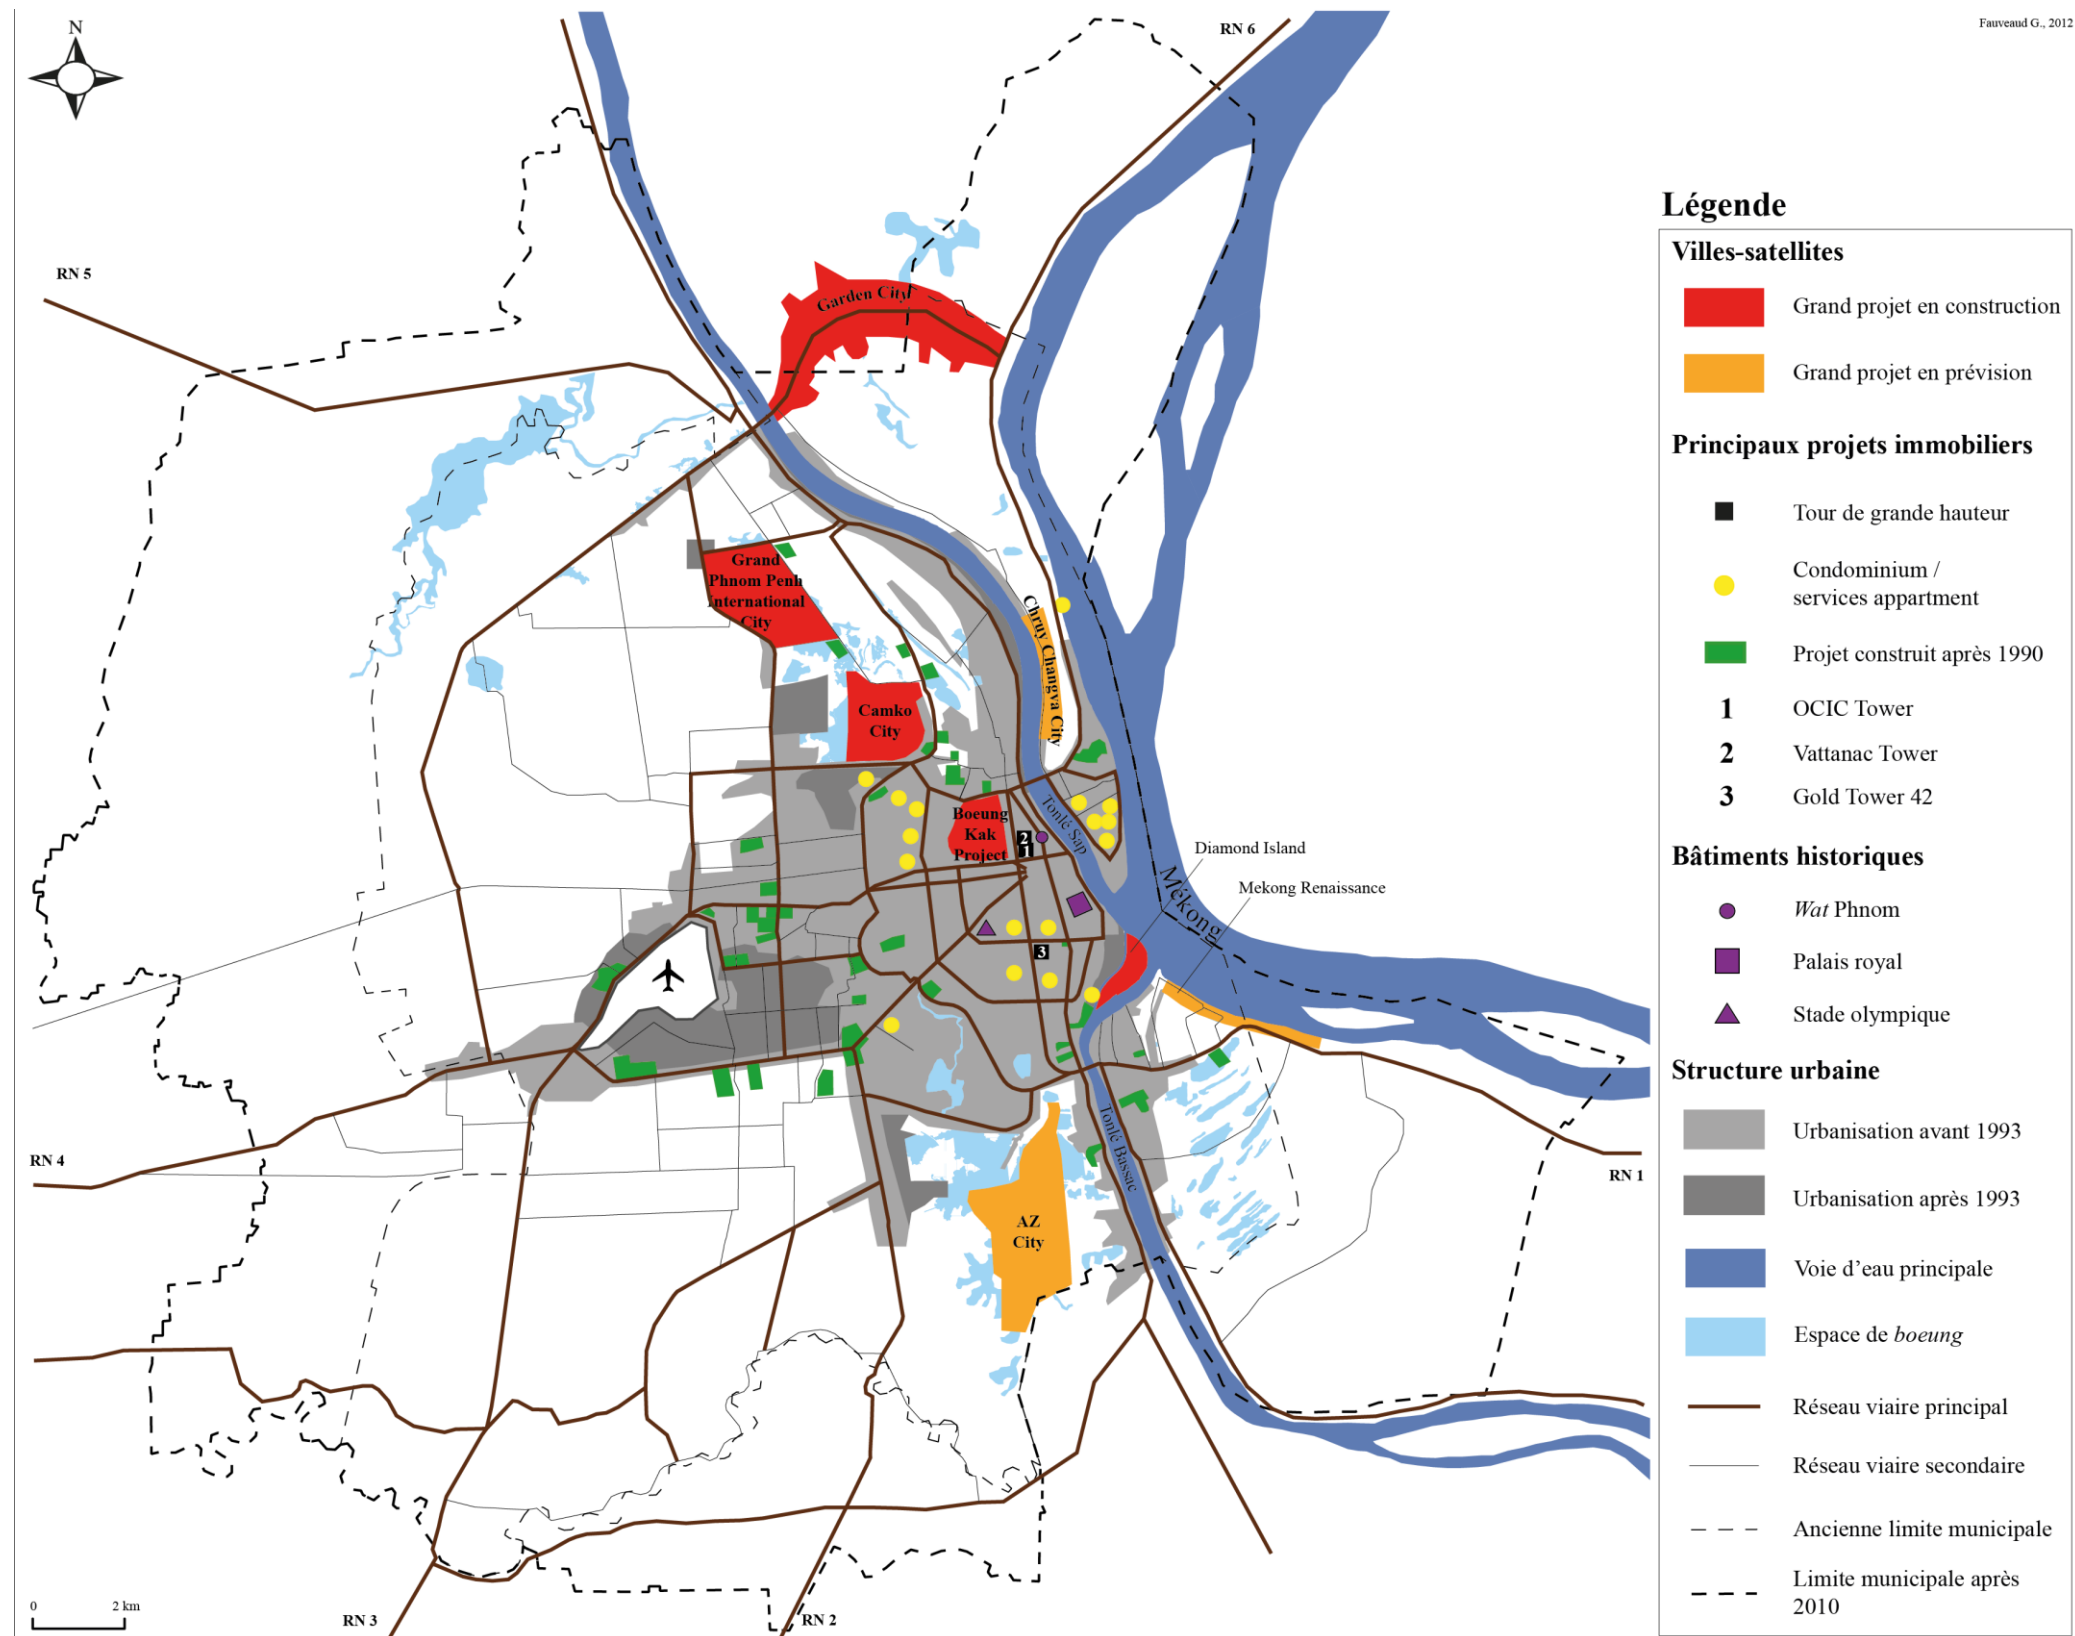 Fauveaud G., 2012
N
RN 6
RN 5
Garden City
Grand
Phnom Penh
International
City
Chruy Changva City
Camko
City
Boeung
Kak
Project
2
1
Tonlé Sap
Diamond Island
Mekong Renaissance
Mékong
3
Tonlé Bassac
AZ
City
RN 4
RN 1
RN 3
RN 2
0
2 km
Légende
Villes-satellites
Grand projet en construction
Grand projet en prévision
Principaux projets immobiliers
Tour de grande hauteur
Condominium /
services appartment
Projet construit après 1990
1 OCIC Tower
2 Vattanac Tower
3 Gold Tower 42
Bâtiments historiques
Wat Phnom
Palais royal
Stade olympique
Structure urbaine
Urbanisation avant 1993
Urbanisation après 1993
Voie d'eau principale
Espace de boeung
Réseau viaire principal
Réseau viaire secondaire
Ancienne limite municipale
Limite municipale après
2010